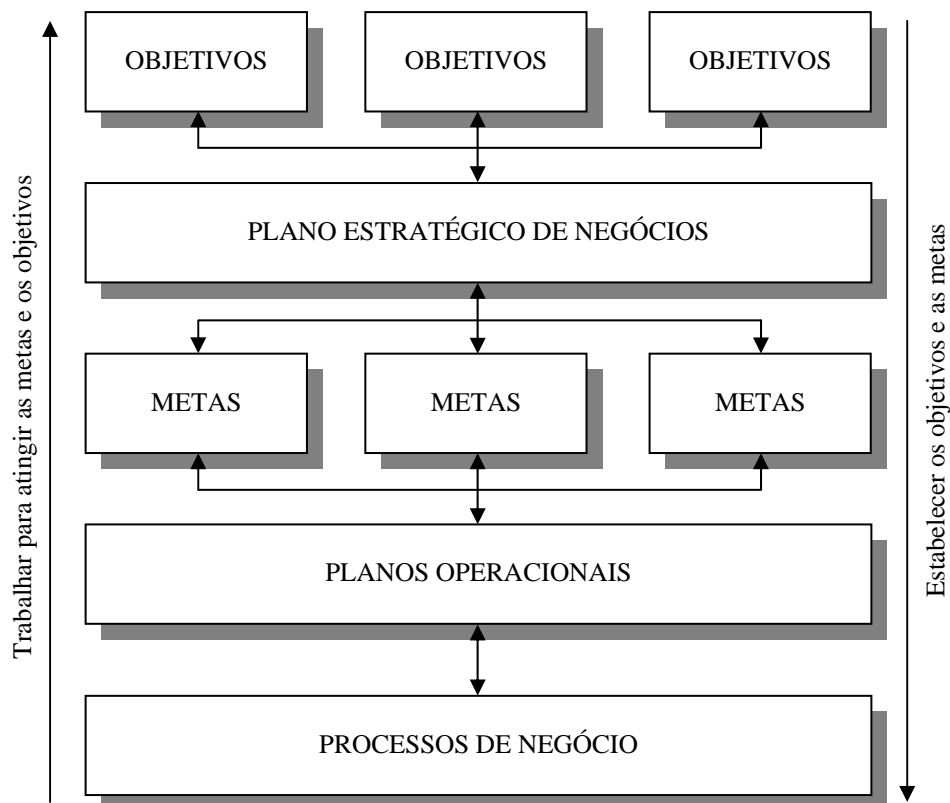 OBJETIVOS
OBJETIVOS
OBJETIVOS
PLANO ESTRATÉGICO DE NEGÓCIOS
METAS
METAS
METAS
PLANOS OPERACIONAIS
PROCESSOS DE NEGÓCIO
Trabalhar para atingir as metas e os objetivos
Estabelecer os objetivos e as metas